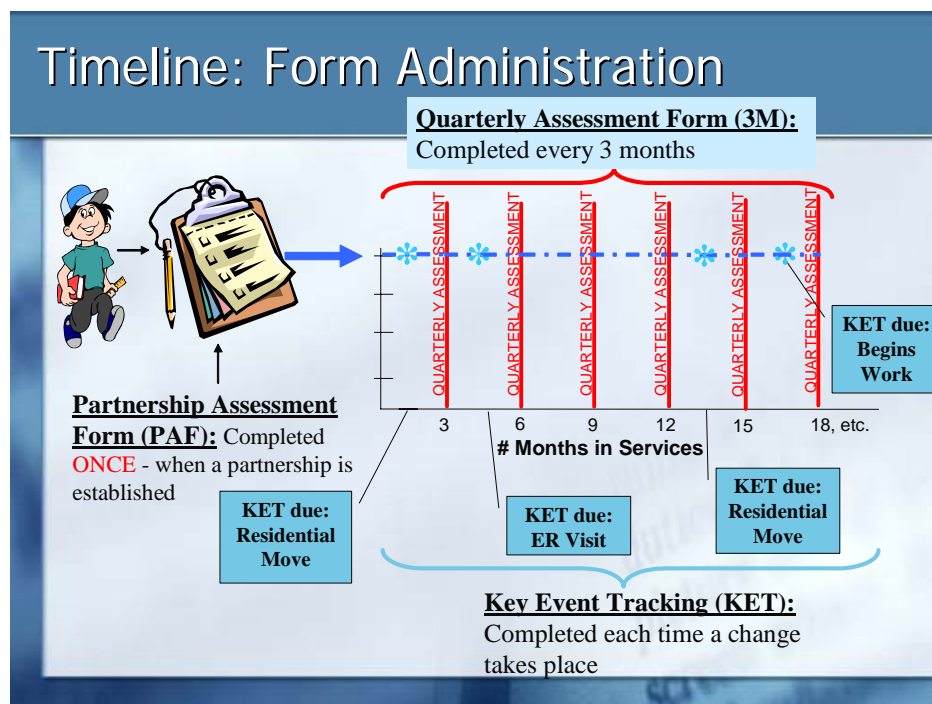 Timeline: Form Administration
Quarterly Assessment Form (3M):
Completed every 3 months
QUARTERLY ASSESSMENT
QUARTERLY ASSESSMENT
QUARTERLY ASSESSMENT
QUARTERLY ASSESSMENT
QUARTERLY ASSESSMENT
QUARTERLY ASSESSMENT
KET due:
Begins
Work
Partnership Assessment
Form (PAF): Completed
ONCE - when a partnership is
established
3 6 9 12 15 18, etc.
# Months in Services
KET due:
Residential
Move
KET due:
ER Visit
KET due:
Residential
Move
Key Event Tracking (KET):
Completed each time a change
takes place